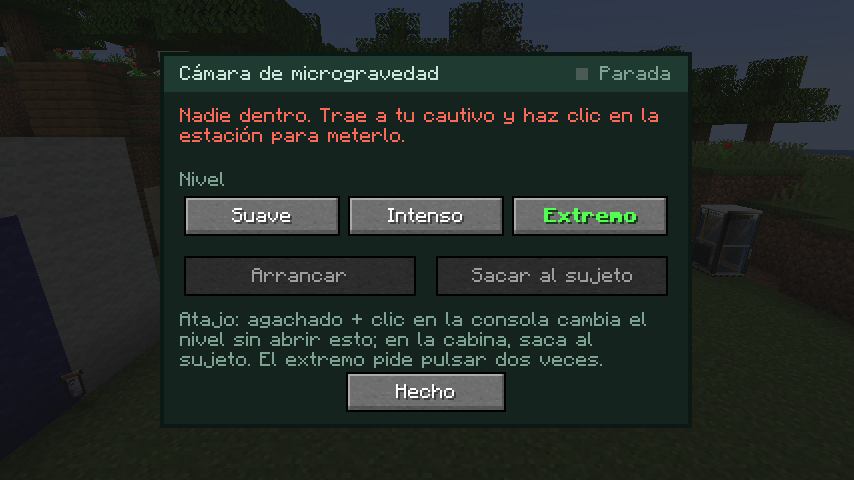 Cámara de microgravedad
Parada
Nadie dentro. Trae a tu cautivo y haz clic en la
estación para meterlo.
Nivel
Suave
Intenso
Extremo
Arrancar
Sacar al sujeto
Atajo: agachado + clic en la consola cambia el
nivel sin abrir esto; en la cabina, saca al
sujeto. El extremo pide pulsar dos veces.
Hecho